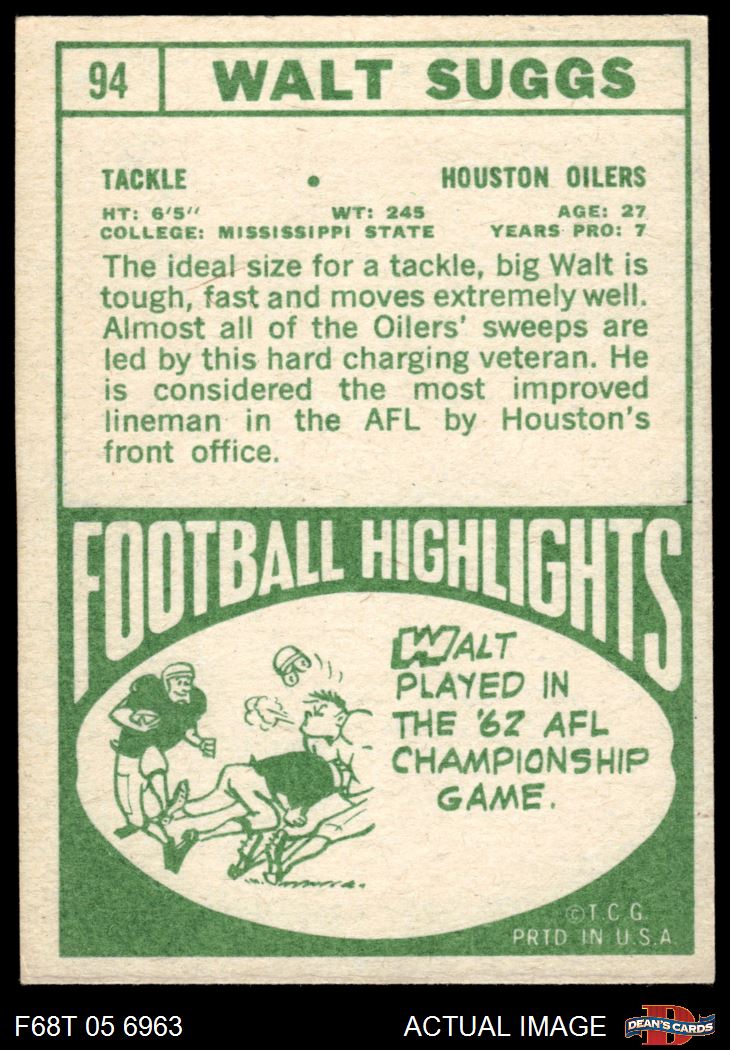 94 WALT SUGGS
TACKLE • HOUSTON OILERS
HT: 6'5" WT: 245 AGE: 27
COLLEGE: MISSISSIPPI STATE YEARS PRO: 7
The ideal size for a tackle, big Walt is
tough, fast and moves extremely well.
Almost all of the Oilers' sweeps are
led by this hard charging veteran. He
is considered the most improved
lineman in the AFL by Houston's
front office.
FOOTBALL HIGHLIGHTS
WALT
PLAYED IN
THE '62 AFL
CHAMPIONSHIP
GAME.
©T.C.G.
PRTD IN U.S.A.
F68T 05 6963 ACTUAL IMAGE D DEAN'S CARDS